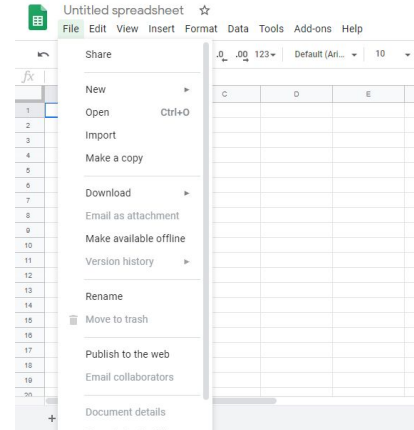 Untitled spreadsheet
File Edit View Insert Format Data Tools Add-ons Help
Share
.0 .00 123 Default (Ari... 10
fx
New
C D E
Open Ctrl+O
Import
Make a copy
Download
Email as attachment
Make available offline
Version history
Rename
Move to trash
Publish to the web
Email collaborators
Document details
1
2
3
4
5
6
7
8
9
10
11
12
13
14
15
16
17
18
19
20
+